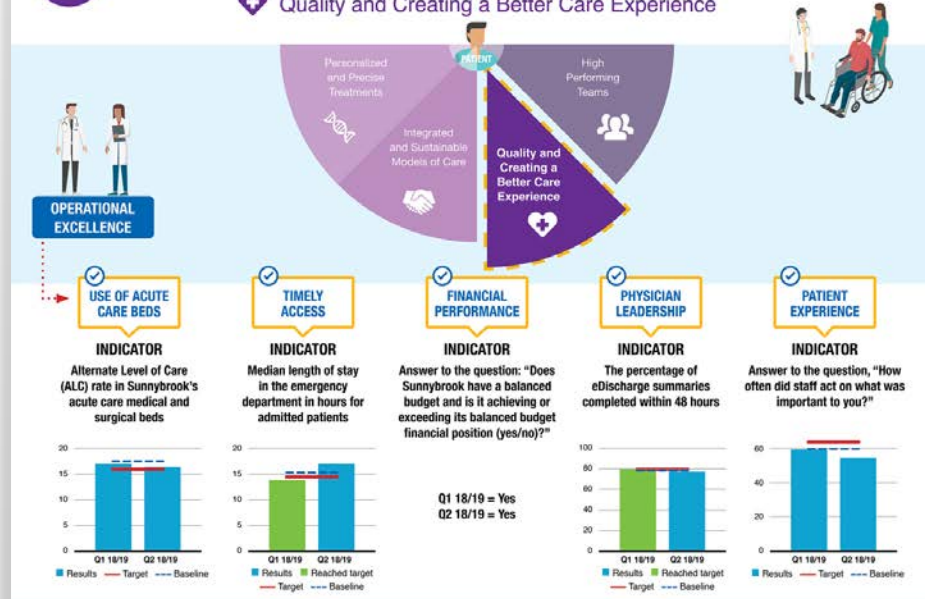 Quality and Creating a Better Care Experience
PATIENT
Personalized
and Precise
Treatments
Integrated
and Sustainable
Models of Care
Quality and
Creating a
Better Care
Experience
High
Performing
Teams
OPERATIONAL
EXCELLENCE
USE OF ACUTE
CARE BEDS
INDICATOR
Alternate Level of Care
(ALC) rate in Sunnybrook's
acute care medical and
surgical beds
20
15
10
5
0
Q1 18/19 Q2 18/19
Results Target Baseline
TIMELY
ACCESS
INDICATOR
Median length of stay
in the emergency
department in hours for
admitted patients
20
15
10
5
0
Q1 18/19 Q2 18/19
Results Reached target
Target Baseline
FINANCIAL
PERFORMANCE
INDICATOR
Answer to the question: "Does
Sunnybrook have a balanced
budget and is it achieving or
exceeding its balanced budget
financial position (yes/no)?"
Q1 18/19 = Yes
Q2 18/19 = Yes
PHYSICIAN
LEADERSHIP
INDICATOR
The percentage of
eDischarge summaries
completed within 48 hours
100
80
60
40
20
0
Q1 18/19 Q2 18/19
Results Reached target
Target Baseline
PATIENT
EXPERIENCE
INDICATOR
Answer to the question, "How
often did staff act on what was
important to you?"
60
40
20
0
Q1 18/19 Q2 18/19
Results Target Baseline